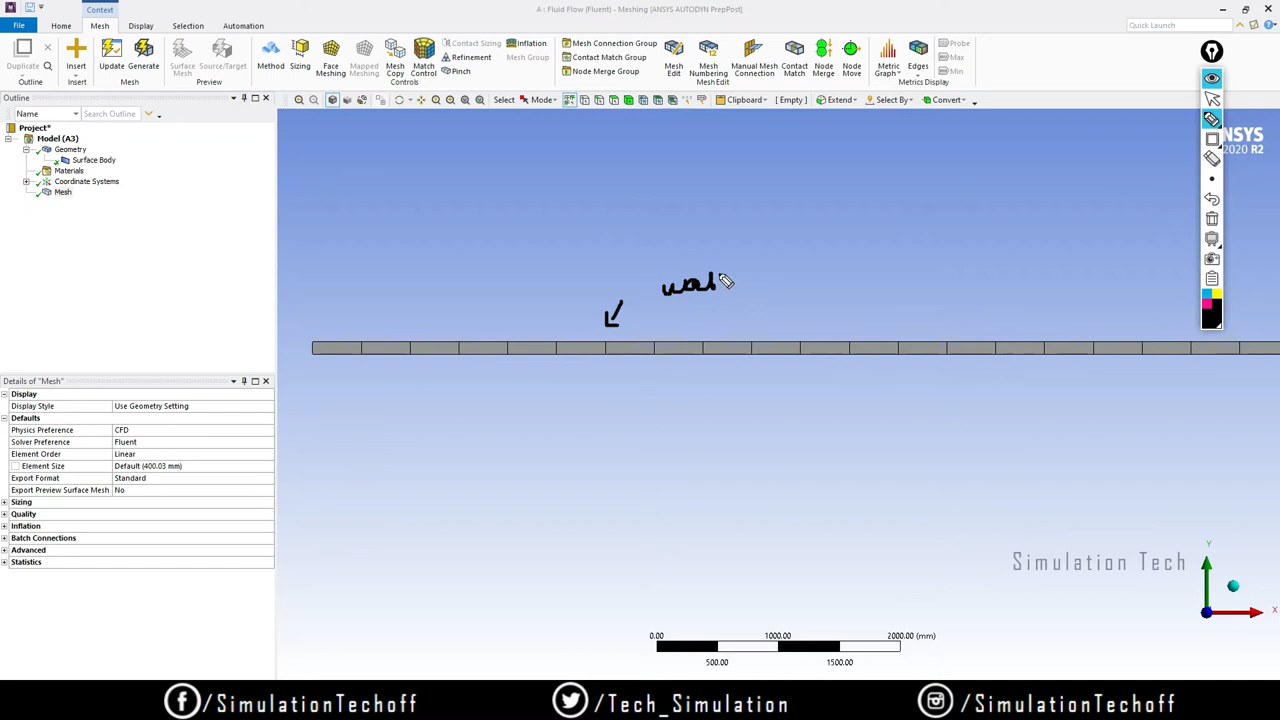 Context
A : Fluid Flow (Fluent) - Meshing [ANSYS AUTODYN PrepPost]
File Home Mesh Display Selection Automation Quick Launch
Duplicate Insert Update Generate Surface Mesh Source/Target Method Sizing Face Meshing Mapped Meshing Mesh Copy Match Control Contact Sizing Refinement Pinch Inflation Mesh Group Mesh Connection Group Contact Match Group Node Merge Group Mesh Edit Mesh Numbering Manual Mesh Connection Contact Match Node Merge Node Move Metric Graph Edges Probe Max Min
Outline Insert Mesh Preview Controls Mesh Edit Metrics Display
Outline
Select Mode Clipboard [ Empty ] Extend Select By Convert
Name Search Outline
Project*
Model (A3)
Geometry
Surface Body
Materials
Coordinate Systems
Mesh
ANSYS
2020 R2
Details of "Mesh"
Display
Display Style Use Geometry Setting
Defaults
Physics Preference CFD
Solver Preference Fluent
Element Order Linear
Element Size Default (400.03 mm)
Export Format Standard
Export Preview Surface Mesh No
Sizing
Quality
Inflation
Batch Connections
Advanced
Statistics
Simulation Tech
Y
X
0.00 1000.00 2000.00 (mm)
500.00 1500.00
/SimulationTechoff /Tech_Simulation /SimulationTechoff